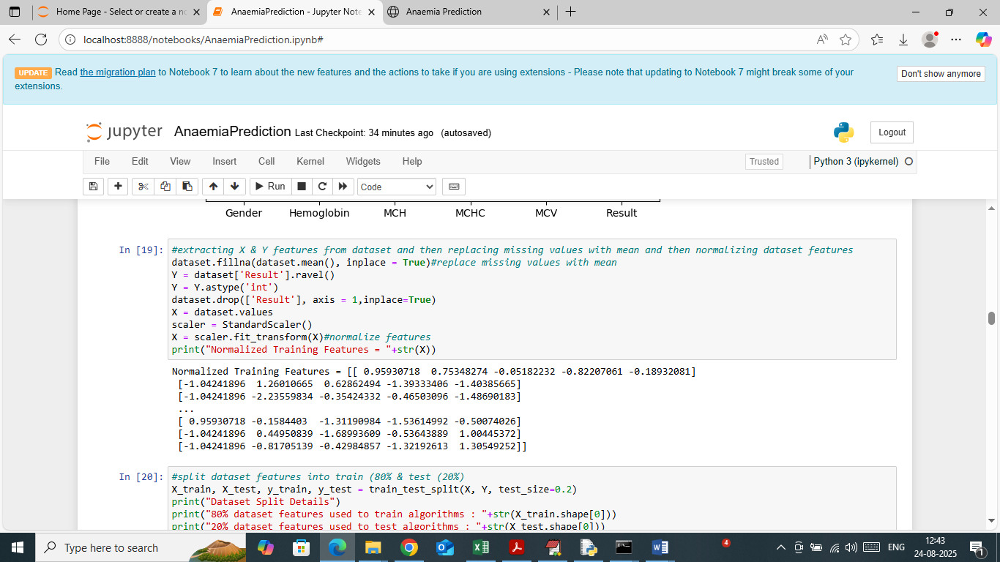 Home Page - Select or create a no
AnaemiaPrediction - Jupyter Note
Anaemia Prediction
localhost:8888/notebooks/AnaemiaPrediction.ipynb#
UPDATE Read the migration plan to Notebook 7 to learn about the new features and the actions to take if you are using extensions - Please note that updating to Notebook 7 might break some of your
extensions.
Don't show anymore
jupyter AnaemiaPrediction Last Checkpoint: 34 minutes ago (autosaved)
Logout
File Edit View Insert Cell Kernel Widgets Help
Trusted
Python 3 (ipykernel)
Run
Code
Gender Hemoglobin MCH MCHC MCV Result
In [19]: #extracting X & Y features from dataset and then replacing missing values with mean and then normalizing dataset features
dataset.fillna(dataset.mean(), inplace = True)#replace missing values with mean
Y = dataset['Result'].ravel()
Y = Y.astype('int')
dataset.drop(['Result'], axis = 1,inplace=True)
X = dataset.values
scaler = StandardScaler()
X = scaler.fit_transform(X)#normalize features
print("Normalized Training Features = "+str(X))
Normalized Training Features = [[ 0.95930718 0.75348274 -0.05182232 -0.82207061 -0.18932081]
[-1.04241896 1.26010665 0.62862494 -1.39333406 -1.40385665]
[-1.04241896 -2.23559834 -0.35424332 -0.46503096 -1.48690183]
...
[ 0.95930718 -0.1584403 -1.31190984 -1.53614992 -0.50074026]
[-1.04241896 0.44950839 -1.68993609 -0.53643889 1.00445372]
[-1.04241896 -0.81705139 -0.42984857 -1.32192613 1.30549252]]
In [20]: #split dataset features into train (80% & test (20%)
X_train, X_test, y_train, y_test = train_test_split(X, Y, test_size=0.2)
print("Dataset Split Details")
print("80% dataset features used to train algorithms : "+str(X_train.shape[0]))
print("20% dataset features used to test algorithms : "+str(X_test.shape[0]))
Type here to search
4
ENG
12:43
24-08-2025
1